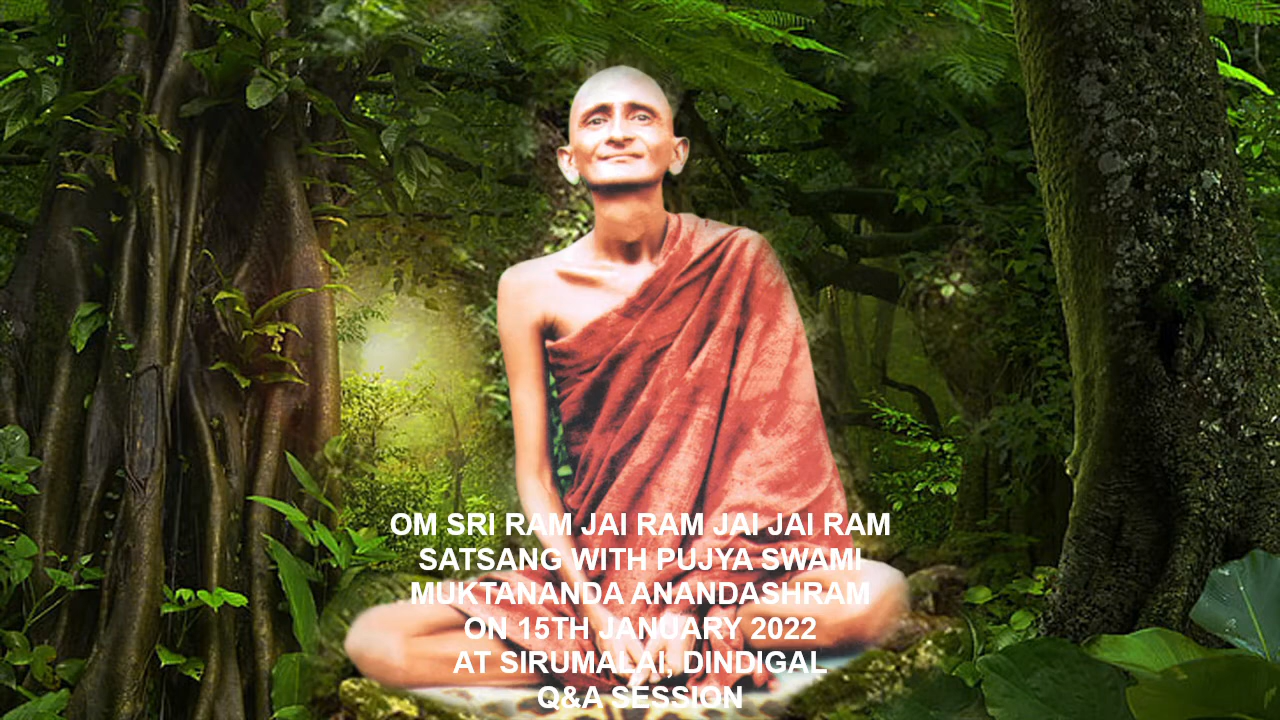 OM SRI RAM JAI RAM JAI JAI RAM
SATSANG WITH PUJYA SWAMI
MUKTANANDA ANANDASHRAM
ON 15TH JANUARY 2022
AT SIRUMALAI, DINDIGAL
Q&A SESSION